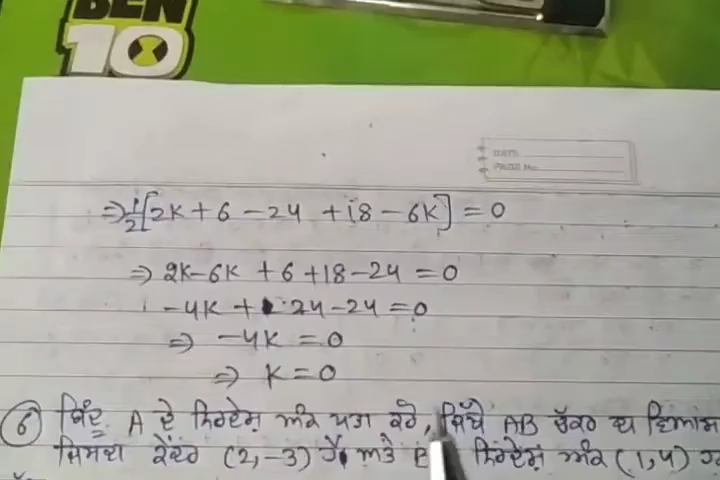 BEN
10
DATE
PAGE No.
⇒ 1/2[2K + 6 - 24 + 18 - 6K] = 0
⇒ 2K - 6K + 6 + 18 - 24 = 0
-4K + 24 - 24 = 0
⇒ -4K = 0
⇒ K = 0
⑥ ਬਿੰਦੂ A ਦੇ ਨਿਰਦੇਸ਼ ਅੰਕ ਪਤਾ ਕਰੋ, ਜਿੱਥੇ AB ਚੱਕਰ ਦਾ ਵਿਆਸ
ਜਿਸਦਾ ਕੇਂਦਰ (2, -3) ਹੈ ਅਤੇ B ਨਿਰਦੇਸ਼ ਅੰਕ (1, 4)